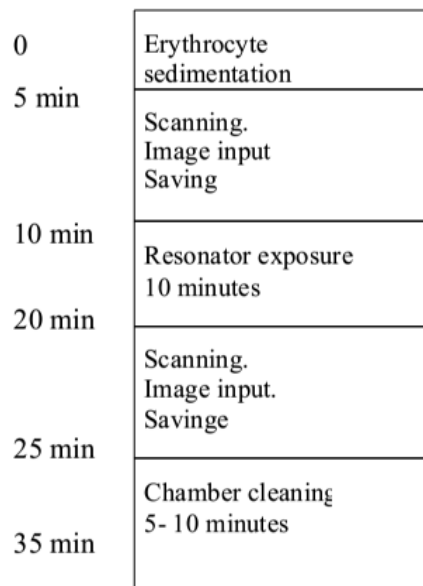 0
Erythrocyte
sedimentation
5 min
Scanning.
Image input
Saving
10 min
Resonator exposure
10 minutes
20 min
Scanning.
Image input.
Savinge
25 min
Chamber cleaning
5- 10 minutes
35 min